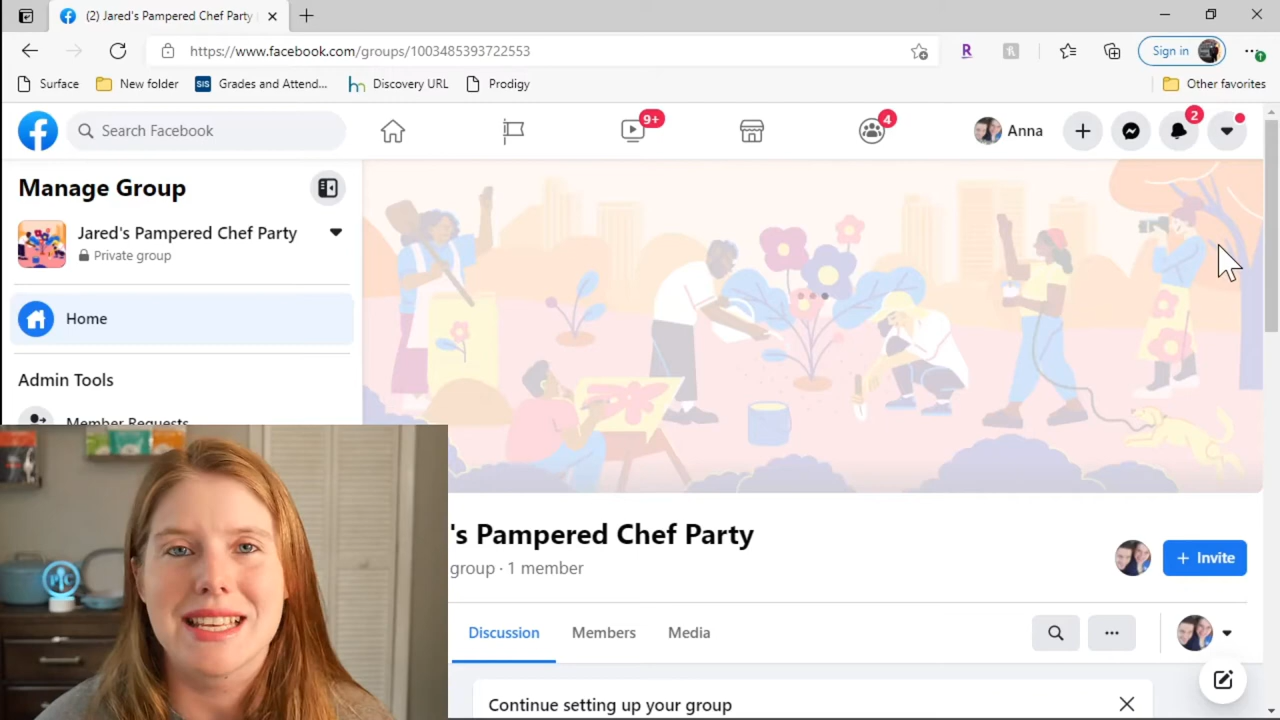 (2) Jared's Pampered Chef Party
https://www.facebook.com/groups/1003485393722553
R
Sign in
Surface
New folder
SIS
Grades and Attend...
Discovery URL
Prodigy
Other favorites
Search Facebook
9+
4
Anna
2
Manage Group
Jared's Pampered Chef Party
Private group
Home
Admin Tools
Member Requests
's Pampered Chef Party
group · 1 member
+ Invite
Discussion
Members
Media
Continue setting up your group